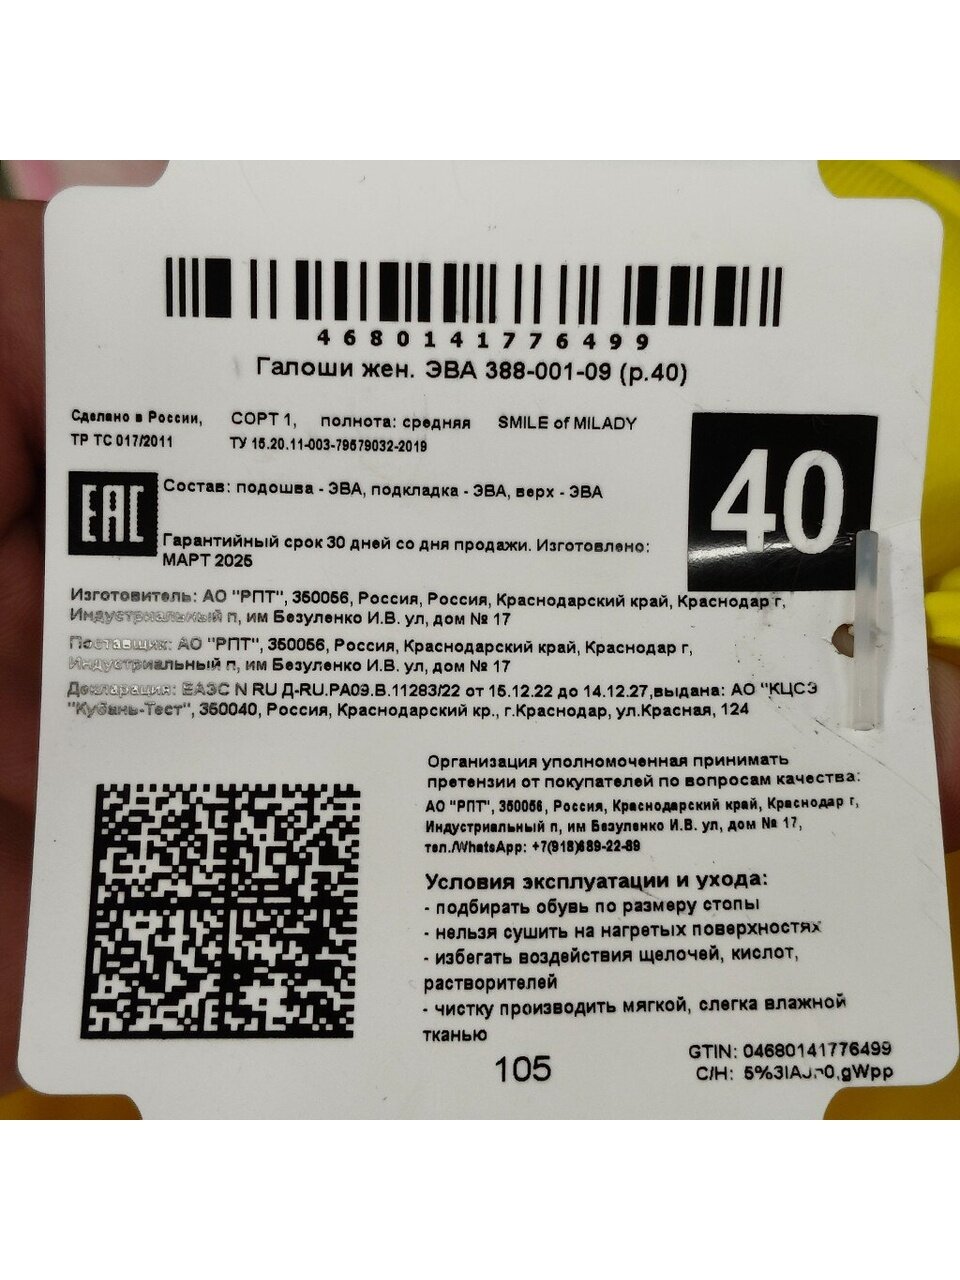 4680141776499
Галоши жен. ЭВА 388-001-09 (р.40)
Сделано в России, СОРТ 1, полнота: средняя SMILE of MILADY
ТР ТС 017/2011 ТУ 15.20.11-003-79579032-2019
40
EAC
Состав: подошва - ЭВА, подкладка - ЭВА, верх - ЭВА
Гарантийный срок 30 дней со дня продажи. Изготовлено:
МАРТ 2025
Изготовитель: АО "РПТ", 350056, Россия, Россия, Краснодарский край, Краснодар г,
Индустриальный п, им Безуленко И.В. ул, дом № 17
Поставщик: АО "РПТ", 350056, Россия, Краснодарский край, Краснодар г,
Индустриальный п, им Безуленко И.В. ул, дом № 17
Декларация: ЕАЭС N RU Д-RU.РА09.В.11283/22 от 15.12.22 до 14.12.27,выдана: АО "КЦСЭ
"Кубань-Тест", 350040, Россия, Краснодарский кр., г.Краснодар, ул.Красная, 124
Организация уполномоченная принимать
претензии от покупателей по вопросам качества:
АО "РПТ", 350056, Россия, Краснодарский край, Краснодар г,
Индустриальный п, им Безуленко И.В. ул, дом № 17,
тел./WhatsApp: +7(918)689-22-89
Условия эксплуатации и ухода:
- подбирать обувь по размеру стопы
- нельзя сушить на нагретых поверхностях
- избегать воздействия щелочей, кислот,
растворителей
- чистку производить мягкой, слегка влажной
тканью
105
GTIN: 04680141776499
С/Н: